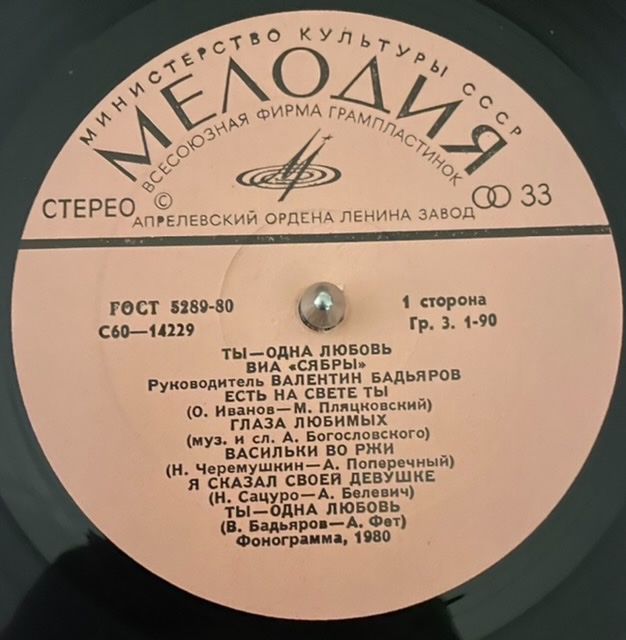 МИНИСТЕРСТВО КУЛЬТУРЫ СССР
МЕЛОДИЯ
ВСЕСОЮЗНАЯ ФИРМА ГРАМПЛАСТИНОК
СТЕРЕО © 33
АПРЕЛЕВСКИЙ ОРДЕНА ЛЕНИНА ЗАВОД
ГОСТ 5289-80
1 сторона
С60—14229
Гр. 3. 1-90
ТЫ—ОДНА ЛЮБОВЬ
ВИА «СЯБРЫ»
Руководитель ВАЛЕНТИН БАДЬЯРОВ
ЕСТЬ НА СВЕТЕ ТЫ
(О. Иванов—М. Пляцковский)
ГЛАЗА ЛЮБИМЫХ
(муз. и сл. А. Богословского)
ВАСИЛЬКИ ВО РЖИ
(Н. Черемушкин—А. Поперечный)
Я СКАЗАЛ СВОЕЙ ДЕВУШКЕ
(Н. Сацуро—А. Белевич)
ТЫ—ОДНА ЛЮБОВЬ
(В. Бадьяров—А. Фет)
Фонограмма, 1980